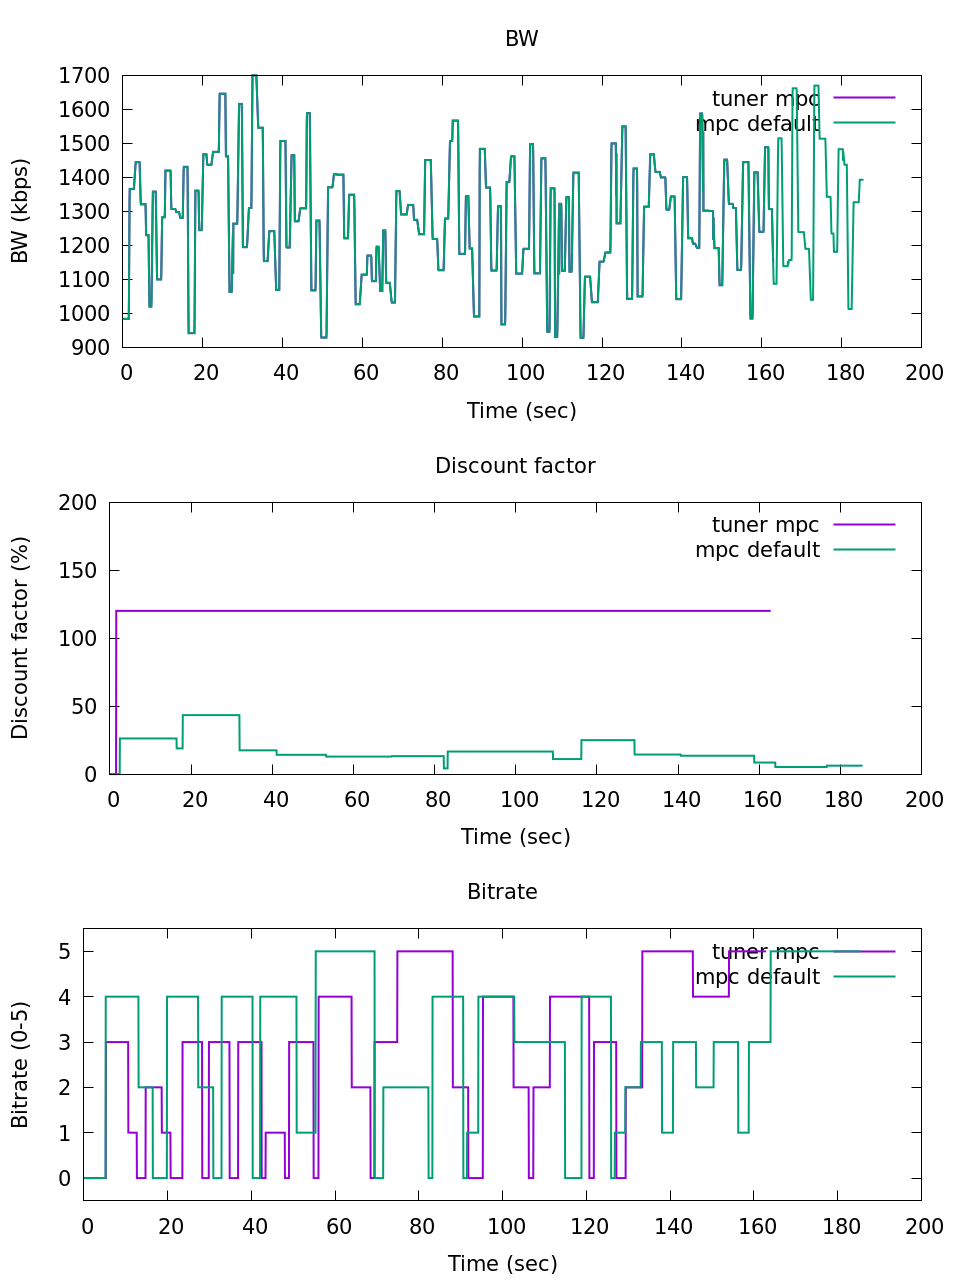 BW
1700
1600
1500
1400
1300
1200
1100
1000
900
BW (kbps)
tuner mpc
mpc default
0 20 40 60 80 100 120 140 160 180 200
Time (sec)
Discount factor
200
150
100
50
0
Discount factor (%)
tuner mpc
mpc default
0 20 40 60 80 100 120 140 160 180 200
Time (sec)
Bitrate
5
4
3
2
1
0
Bitrate (0-5)
tuner mpc
mpc default
0 20 40 60 80 100 120 140 160 180 200
Time (sec)